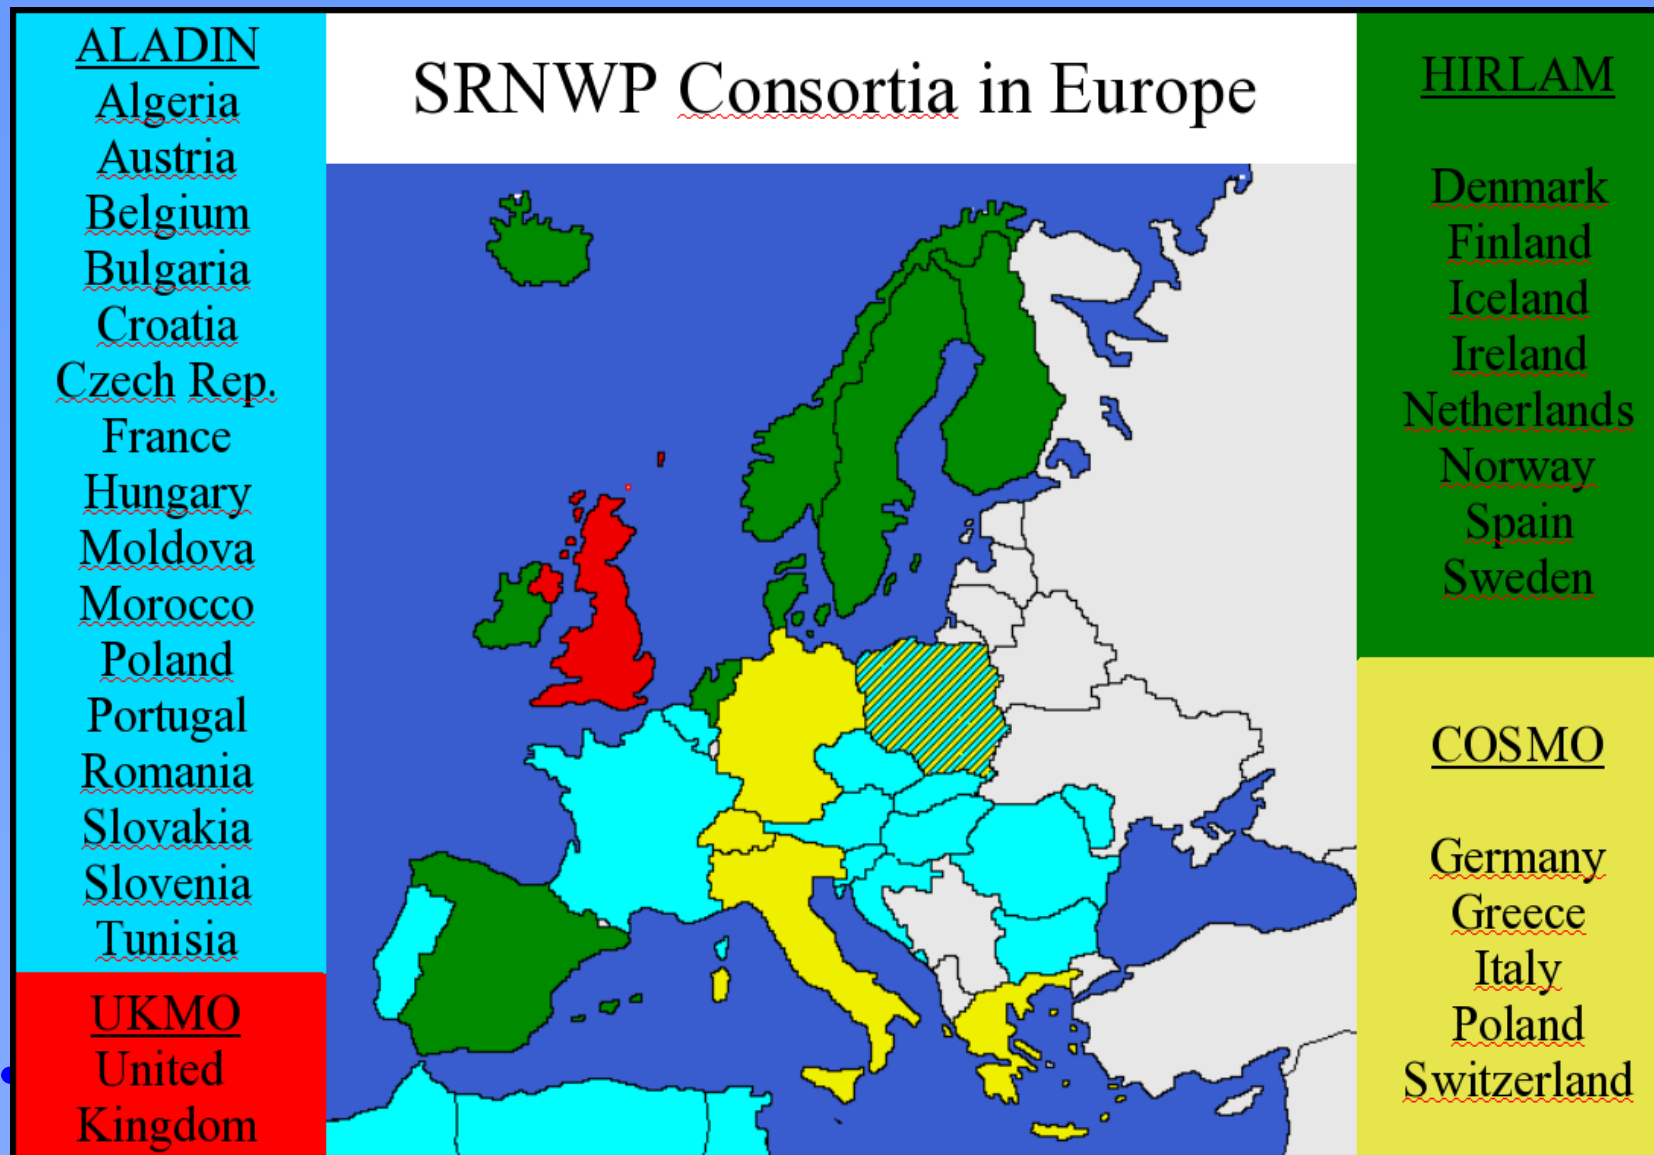 SRNWP Consortia in Europe
ALADIN
Algeria
Austria
Belgium
Bulgaria
Croatia
Czech Rep.
France
Hungary
Moldova
Morocco
Poland
Portugal
Romania
Slovakia
Slovenia
Tunisia
UKMO
United
Kingdom
HIRLAM
Denmark
Finland
Iceland
Ireland
Netherlands
Norway
Spain
Sweden
COSMO
Germany
Greece
Italy
Poland
Switzerland